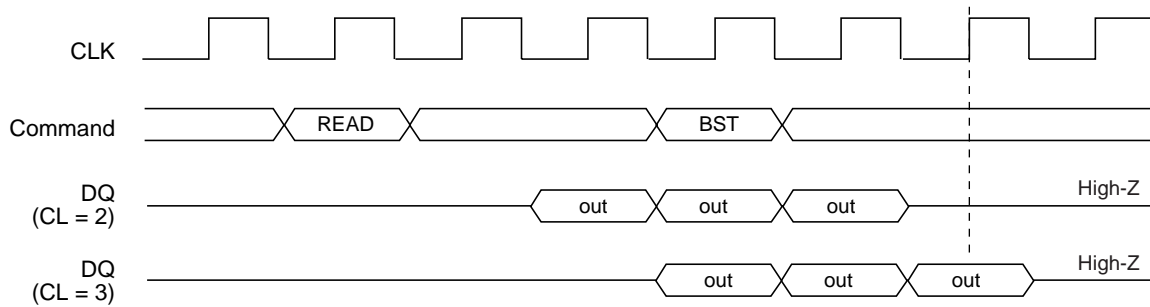 CLK
Command READ BST
DQ
(CL = 2) out out out High-Z
DQ
(CL = 3) out out out High-Z